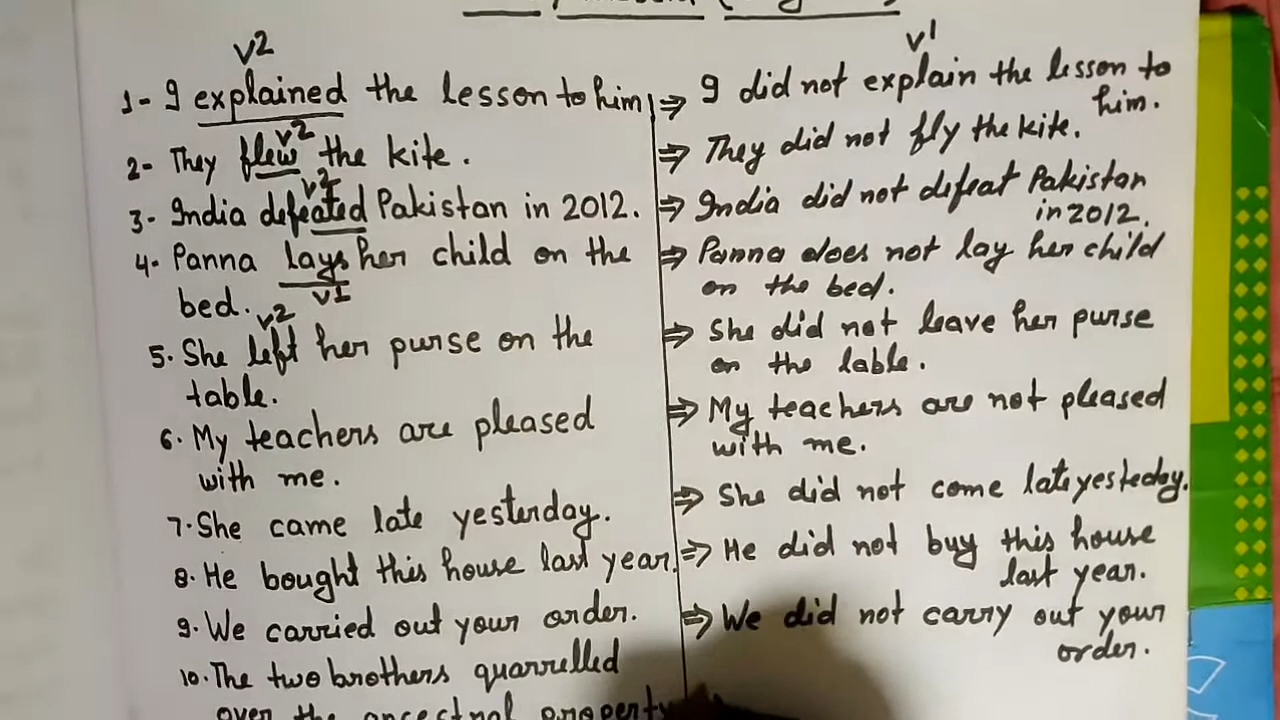 v2
v1
1- I explained the lesson to him, ⇒ I did not explain the lesson to
him.
v2
2- They flew the kite. ⇒ They did not fly the kite.
v2
3- India defeated Pakistan in 2012. ⇒ India did not defeat Pakistan
in 2012.
4- Panna lays her child on the ⇒ Panna does not lay her child
bed. v1 on the bed.
v2
5. She left her purse on the ⇒ She did not leave her purse
table. on the lable.
6. My teachers are pleased ⇒ My teachers are not pleased
with me. with me.
7. She came late yesterday. ⇒ She did not come late yesteday.
8. He bought this house last year. ⇒ He did not buy this house
last year.
9. We carried out your order. ⇒ We did not carry out your
order.
10. The two brothers quarrelled
over the ancestral property